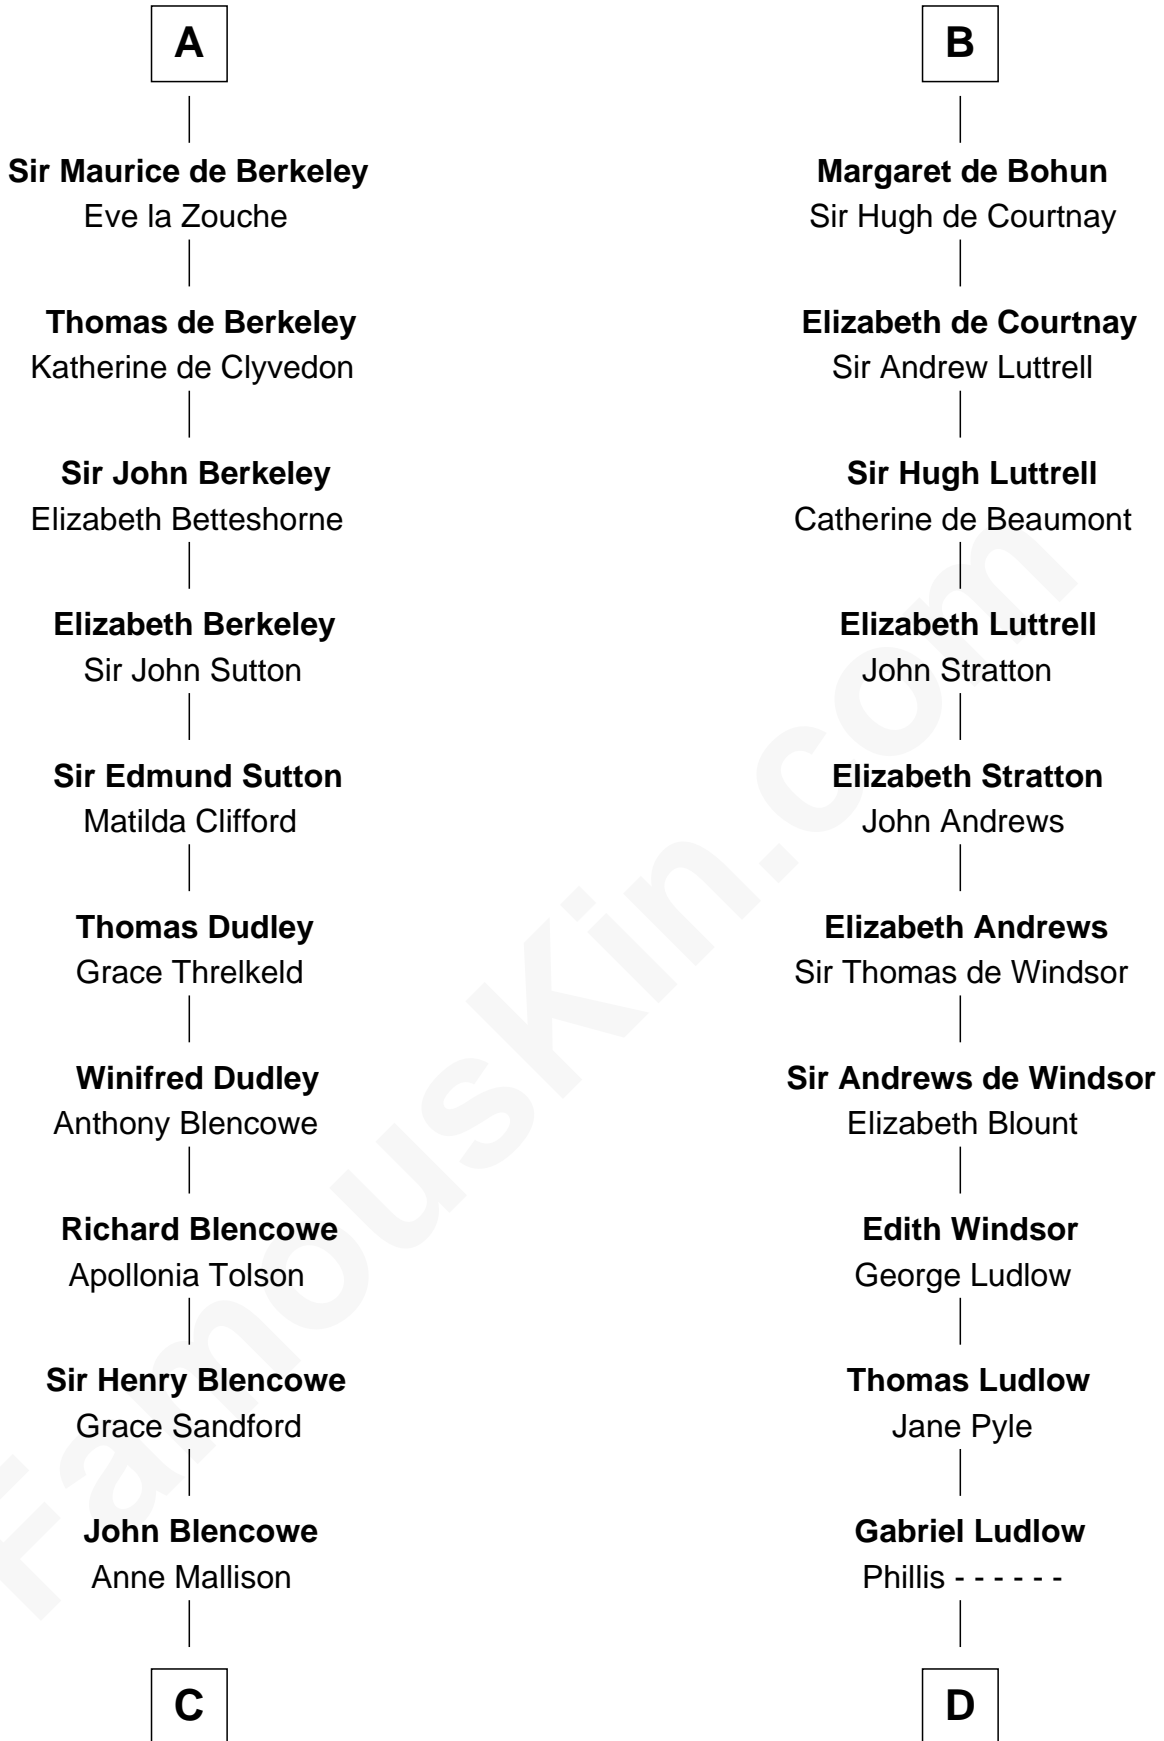 A
Sir Maurice de Berkeley
Eve la Zouche
Thomas de Berkeley
Katherine de Clyvedon
Sir John Berkeley
Elizabeth Betteshorne
Elizabeth Berkeley
Sir John Sutton
Sir Edmund Sutton
Matilda Clifford
Thomas Dudley
Grace Threlkeld
Winifred Dudley
Anthony Blencowe
Richard Blencowe
Apollonia Tolson
Sir Henry Blencowe
Grace Sandford
John Blencowe
Anne Mallison
C
B
Margaret de Bohun
Sir Hugh de Courtnay
Elizabeth de Courtnay
Sir Andrew Luttrell
Sir Hugh Luttrell
Catherine de Beaumont
Elizabeth Luttrell
John Stratton
Elizabeth Stratton
John Andrews
Elizabeth Andrews
Sir Thomas de Windsor
Sir Andrews de Windsor
Elizabeth Blount
Edith Windsor
George Ludlow
Thomas Ludlow
Jane Pyle
Gabriel Ludlow
Phillis - - - - - -
D
FamousKin.com